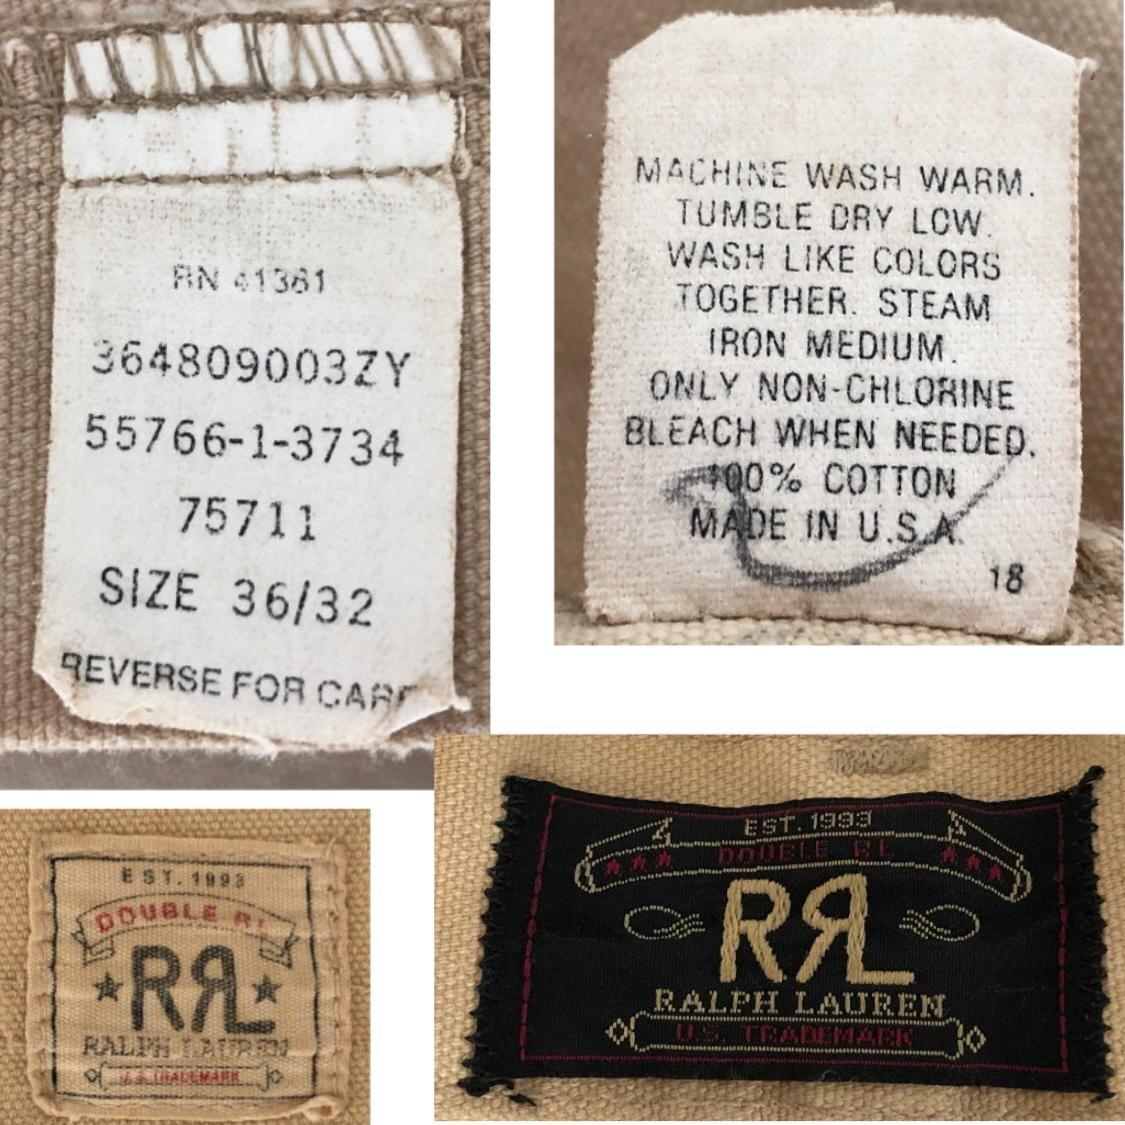 RN 41381
364809003ZY
55766-1-3734
75711
SIZE 36/32
REVERSE FOR CARE
MACHINE WASH WARM.
TUMBLE DRY LOW.
WASH LIKE COLORS
TOGETHER. STEAM
IRON MEDIUM.
ONLY NON-CHLORINE
BLEACH WHEN NEEDED.
100% COTTON
MADE IN U.S.A.
18
EST. 1993
DOUBLE RL
RRL
RALPH LAUREN
U.S. TRADEMARK
EST. 1993
DOUBLE RL
RRL
RALPH LAUREN
U.S. TRADEMARK